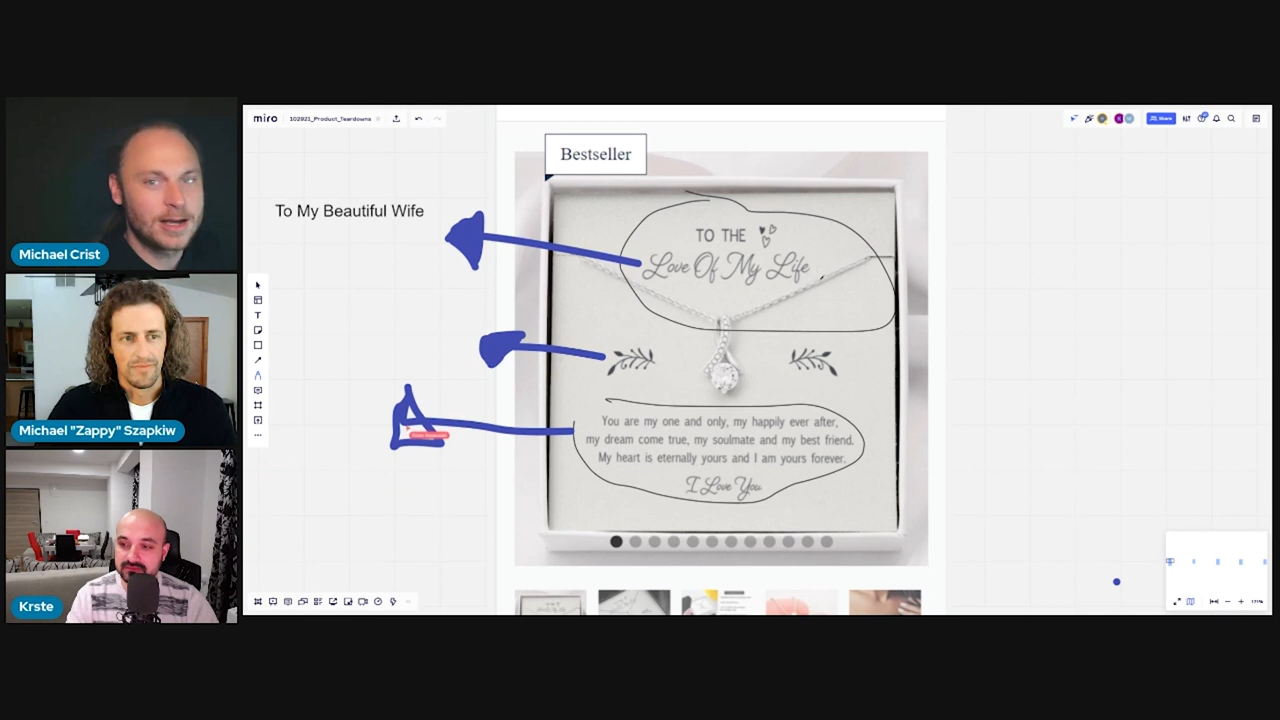 miro
102921_Product_Teardowns
Share
Bestseller
To My Beautiful Wife
TO THE
Love Of My Life
You are my one and only, my happily ever after,
my dream come true, my soulmate and my best friend.
My heart is eternally yours and I am yours forever.
I Love You
Michael Crist
Michael "Zappy" Szapkiw
Krste